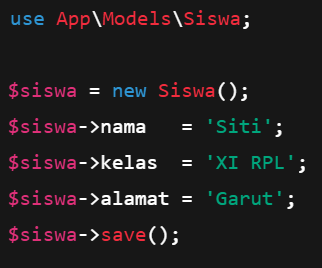 use App\Models\Siswa;
$siswa = new Siswa();
$siswa->nama   = 'Siti';
$siswa->kelas  = 'XI RPL';
$siswa->alamat = 'Garut';
$siswa->save();